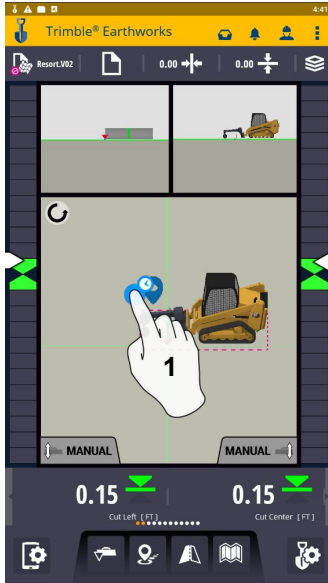 4:41
Trimble® Earthworks
Resort.V02 0.00 0.00
1
MANUAL MANUAL
0.15 0.15
Cut Left [FT] Cut Center [FT]